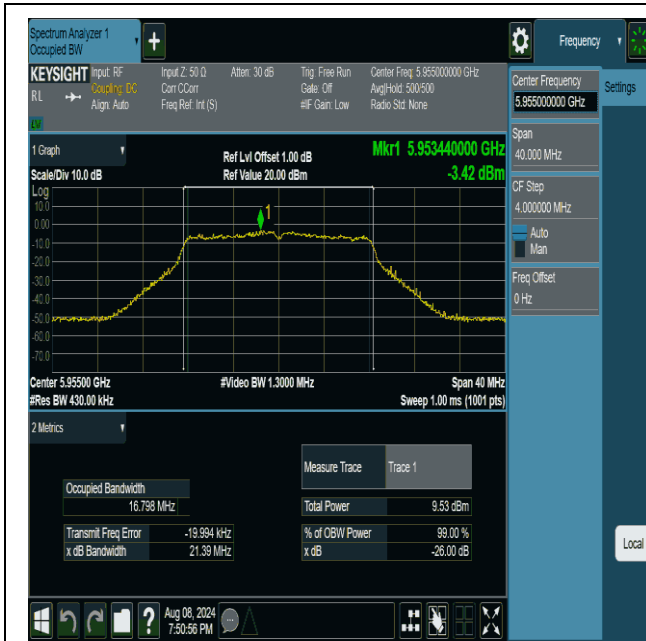 Spectrum Analyzer 1
Occupied BW
Frequency
KEYSIGHT
RL
Input: RF
Coupling: DC
Align: Auto
Input Z: 50 Ω
Corr CCorr
Freq Ref: Int (S)
Atten: 30 dB
Trig: Free Run
Gate: Off
#IF Gain: Low
Center Freq: 5.955000000 GHz
Avg|Hold: 500/500
Radio Std: None
Center Frequency
5.955000000 GHz
Settings
Span
40.000 MHz
CF Step
4.000000 MHz
Auto
Man
Freq Offset
0 Hz
Local
1 Graph
Scale/Div 10.0 dB
Ref Lvl Offset 1.00 dB
Ref Value 20.00 dBm
Mkr1 5.953440000 GHz
-3.42 dBm
Log
10.0
0.00
-10.0
-20.0
-30.0
-40.0
-50.0
-60.0
-70.0
1
Center 5.95500 GHz
#Video BW 1.3000 MHz
Span 40 MHz
#Res BW 430.00 kHz
Sweep 1.00 ms (1001 pts)
2 Metrics
Measure Trace
Trace 1
Occupied Bandwidth
16.798 MHz
Total Power
9.53 dBm
Transmit Freq Error
-19.994 kHz
% of OBW Power
99.00 %
x dB Bandwidth
21.39 MHz
x dB
-26.00 dB
Aug 08, 2024
7:50:56 PM